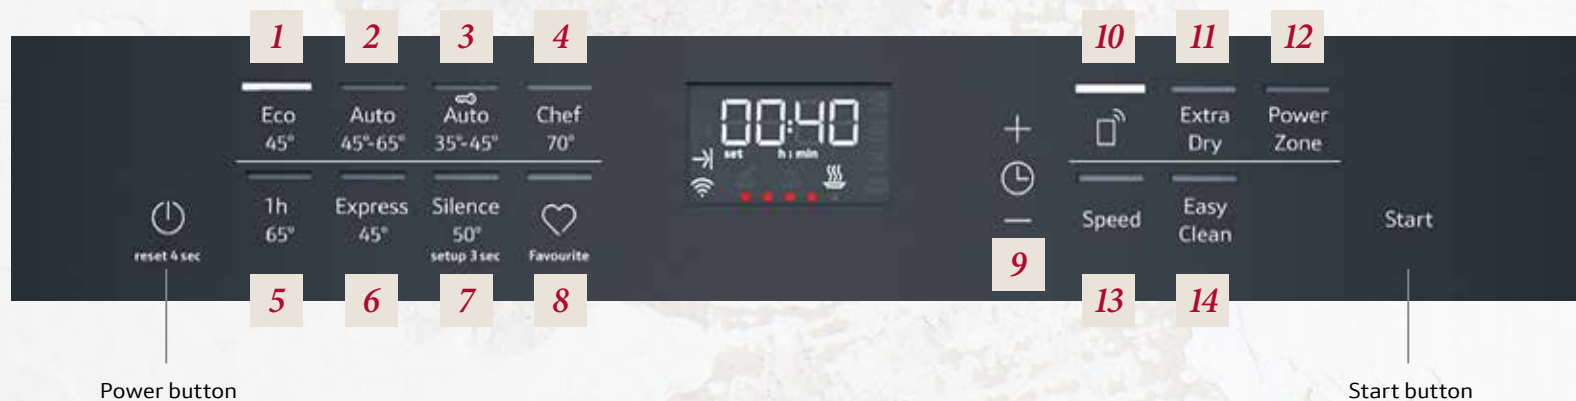 1 2 3 4 10 11 12
Eco Auto Auto Chef Extra Power
45° 45°-65° 35°-45° 70° Dry Zone
00:40
set h : min
1h Express Silence Speed Easy Start
65° 45° 50° Clean
reset 4 sec setup 3 sec Favourite
9
5 6 7 8 13 14
Power button Start button